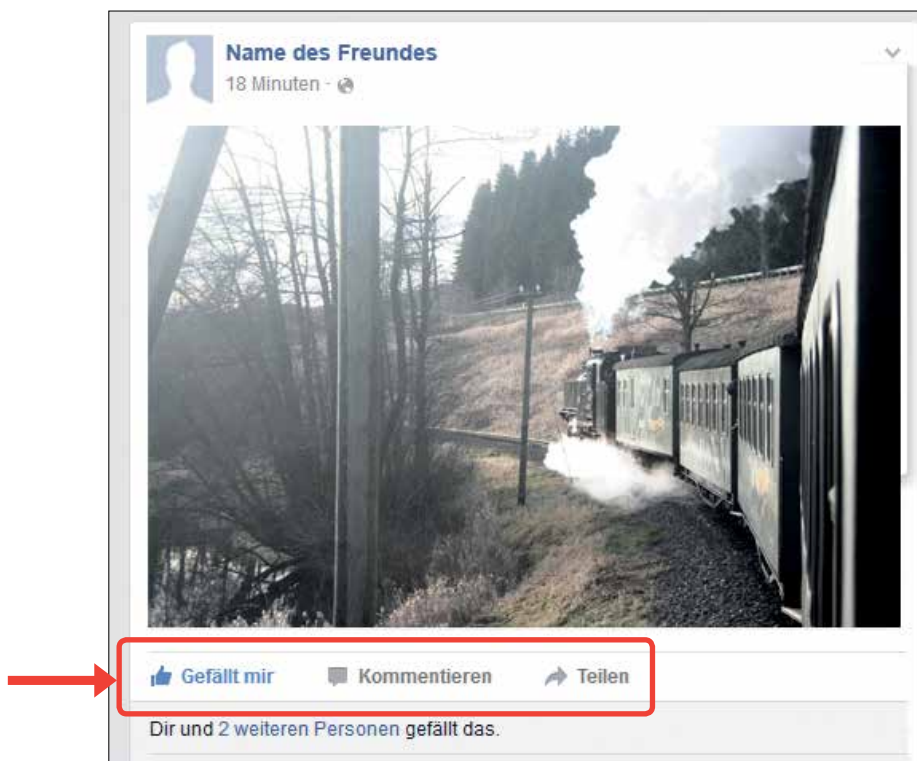 Name des Freundes
18 Minuten ·
Gefällt mir Kommentieren Teilen
Dir und 2 weiteren Personen gefällt das.